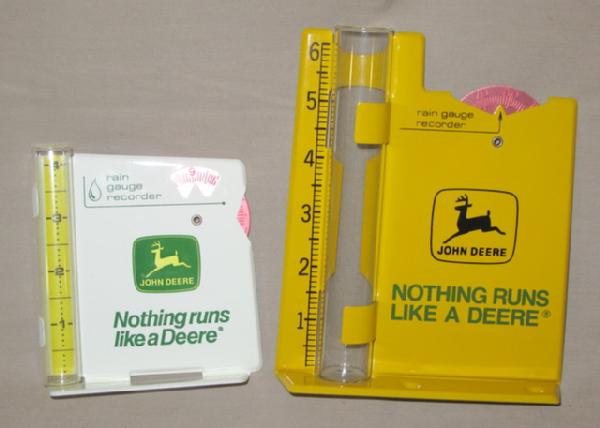 4
3
2
1
rain
gauge
recorder
JOHN DEERE
Nothing runs
like a Deere®
6
5
4
3
2
1
rain gauge
recorder
JOHN DEERE
NOTHING RUNS
LIKE A DEERE®